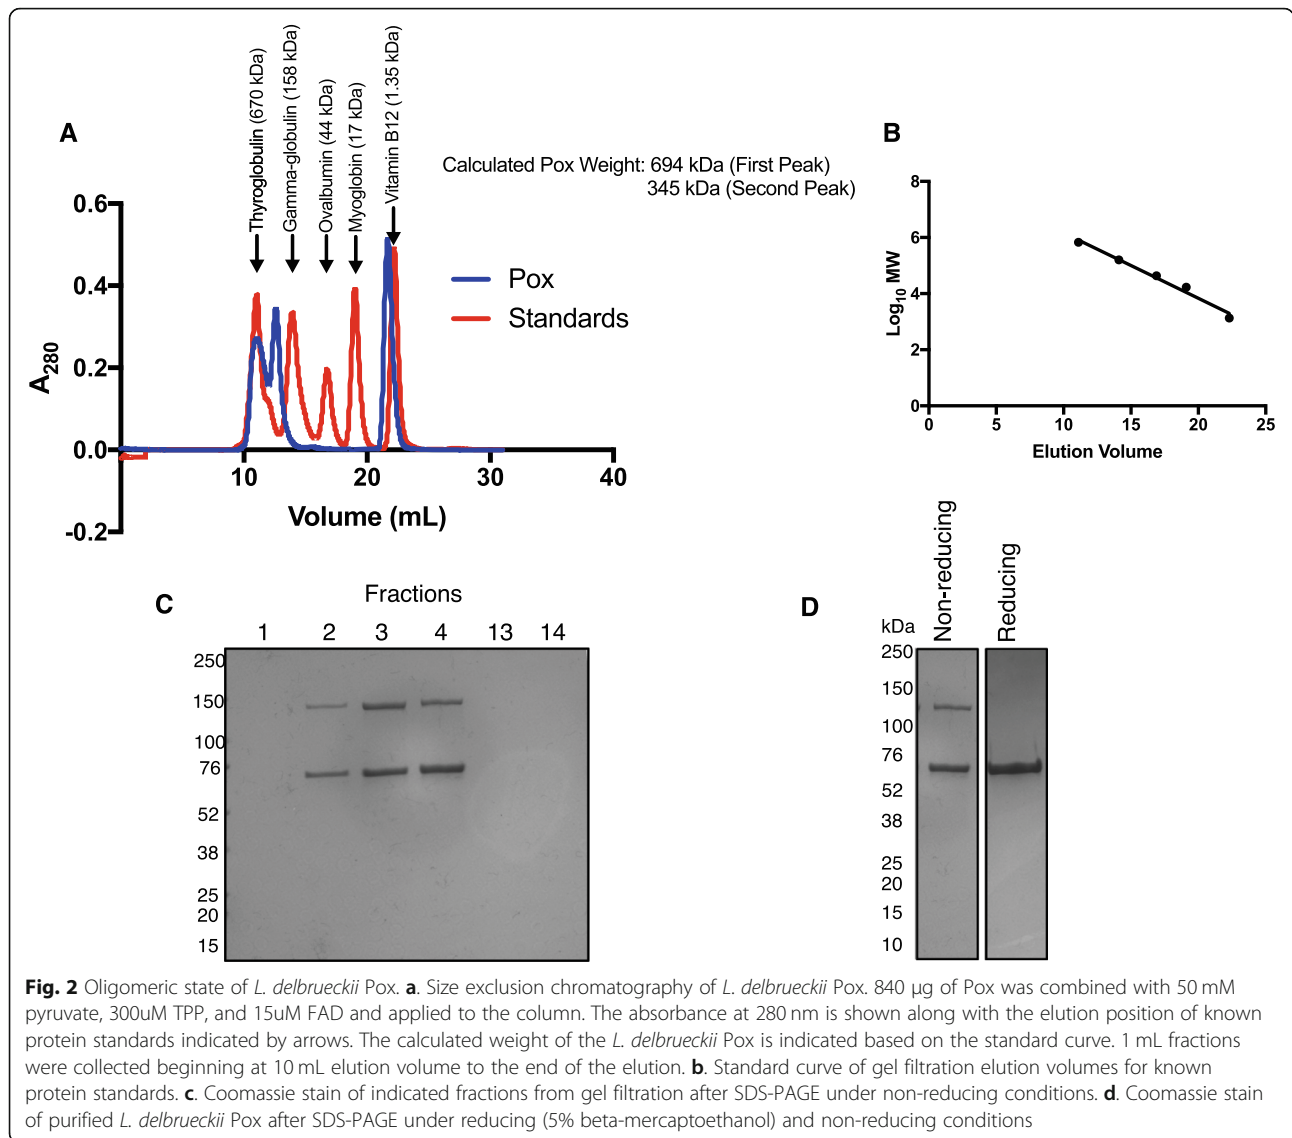 A
Thyroglobulin (670 kDa)
Gamma-globulin (158 kDa)
Ovalbumin (44 kDa)
Myoglobin (17 kDa)
Vitamin B12 (1.35 kDa)
Calculated Pox Weight: 694 kDa (First Peak)
345 kDa (Second Peak)
0.6
0.4
0.2
0.0
-0.2
A280
10
20
30
40
Volume (mL)
Pox
Standards
B
8
6
4
2
0
Log10 MW
0
5
10
15
20
25
Elution Volume
C
Fractions
1 2 3 4 13 14
250
150
100
76
52
38
25
20
15
D
Non-reducing
Reducing
kDa
250
150
100
76
52
38
25
20
15
10
Fig. 2 Oligomeric state of L. delbrueckii Pox. a. Size exclusion chromatography of L. delbrueckii Pox. 840 μg of Pox was combined with 50 mM
pyruvate, 300uM TPP, and 15uM FAD and applied to the column. The absorbance at 280 nm is shown along with the elution position of known
protein standards indicated by arrows. The calculated weight of the L. delbrueckii Pox is indicated based on the standard curve. 1 mL fractions
were collected beginning at 10 mL elution volume to the end of the elution. b. Standard curve of gel filtration elution volumes for known
protein standards. c. Coomassie stain of indicated fractions from gel filtration after SDS-PAGE under non-reducing conditions. d. Coomassie stain
of purified L. delbrueckii Pox after SDS-PAGE under reducing (5% beta-mercaptoethanol) and non-reducing conditions